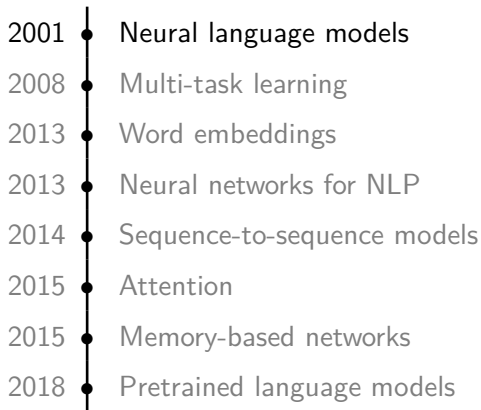 2001 Neural language models
2008 Multi-task learning
2013 Word embeddings
2013 Neural networks for NLP
2014 Sequence-to-sequence models
2015 Attention
2015 Memory-based networks
2018 Pretrained language models